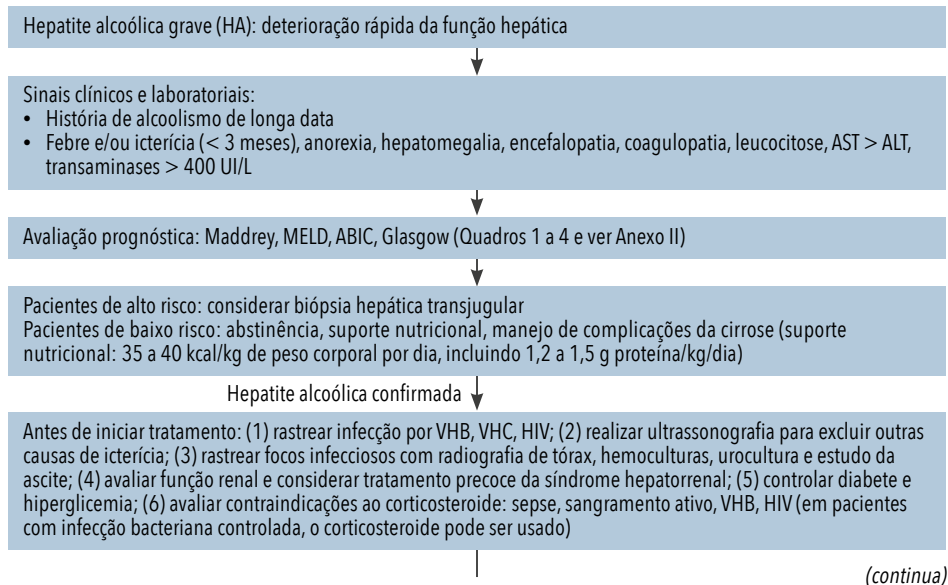 Hepatite alcoólica grave (HA): deterioração rápida da função hepática
Sinais clínicos e laboratoriais:
• História de alcoolismo de longa data
• Febre e/ou icterícia (< 3 meses), anorexia, hepatomegalia, encefalopatia, coagulopatia, leucocitose, AST > ALT,
transaminases > 400 UI/L
Avaliação prognóstica: Maddrey, MELD, ABIC, Glasgow (Quadros 1 a 4 e ver Anexo II)
Pacientes de alto risco: considerar biópsia hepática transjugular
Pacientes de baixo risco: abstinência, suporte nutricional, manejo de complicações da cirrose (suporte
nutricional: 35 a 40 kcal/kg de peso corporal por dia, incluindo 1,2 a 1,5 g proteína/kg/dia)
Hepatite alcoólica confirmada
Antes de iniciar tratamento: (1) rastrear infecção por VHB, VHC, HIV; (2) realizar ultrassonografia para excluir outras
causas de icterícia; (3) rastrear focos infecciosos com radiografia de tórax, hemoculturas, urocultura e estudo da
ascite; (4) avaliar função renal e considerar tratamento precoce da síndrome hepatorrenal; (5) controlar diabete e
hiperglicemia; (6) avaliar contraindicações ao corticosteroide: sepse, sangramento ativo, VHB, HIV (em pacientes
com infecção bacteriana controlada, o corticosteroide pode ser usado)
(continua)